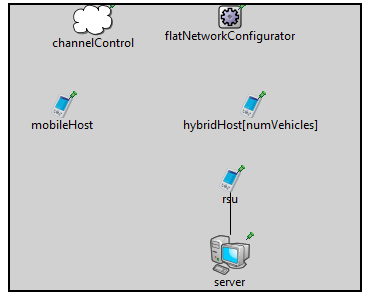 channelControl
flatNetworkConfigurator
mobileHost
hybridHost[numVehicles]
rsu
server